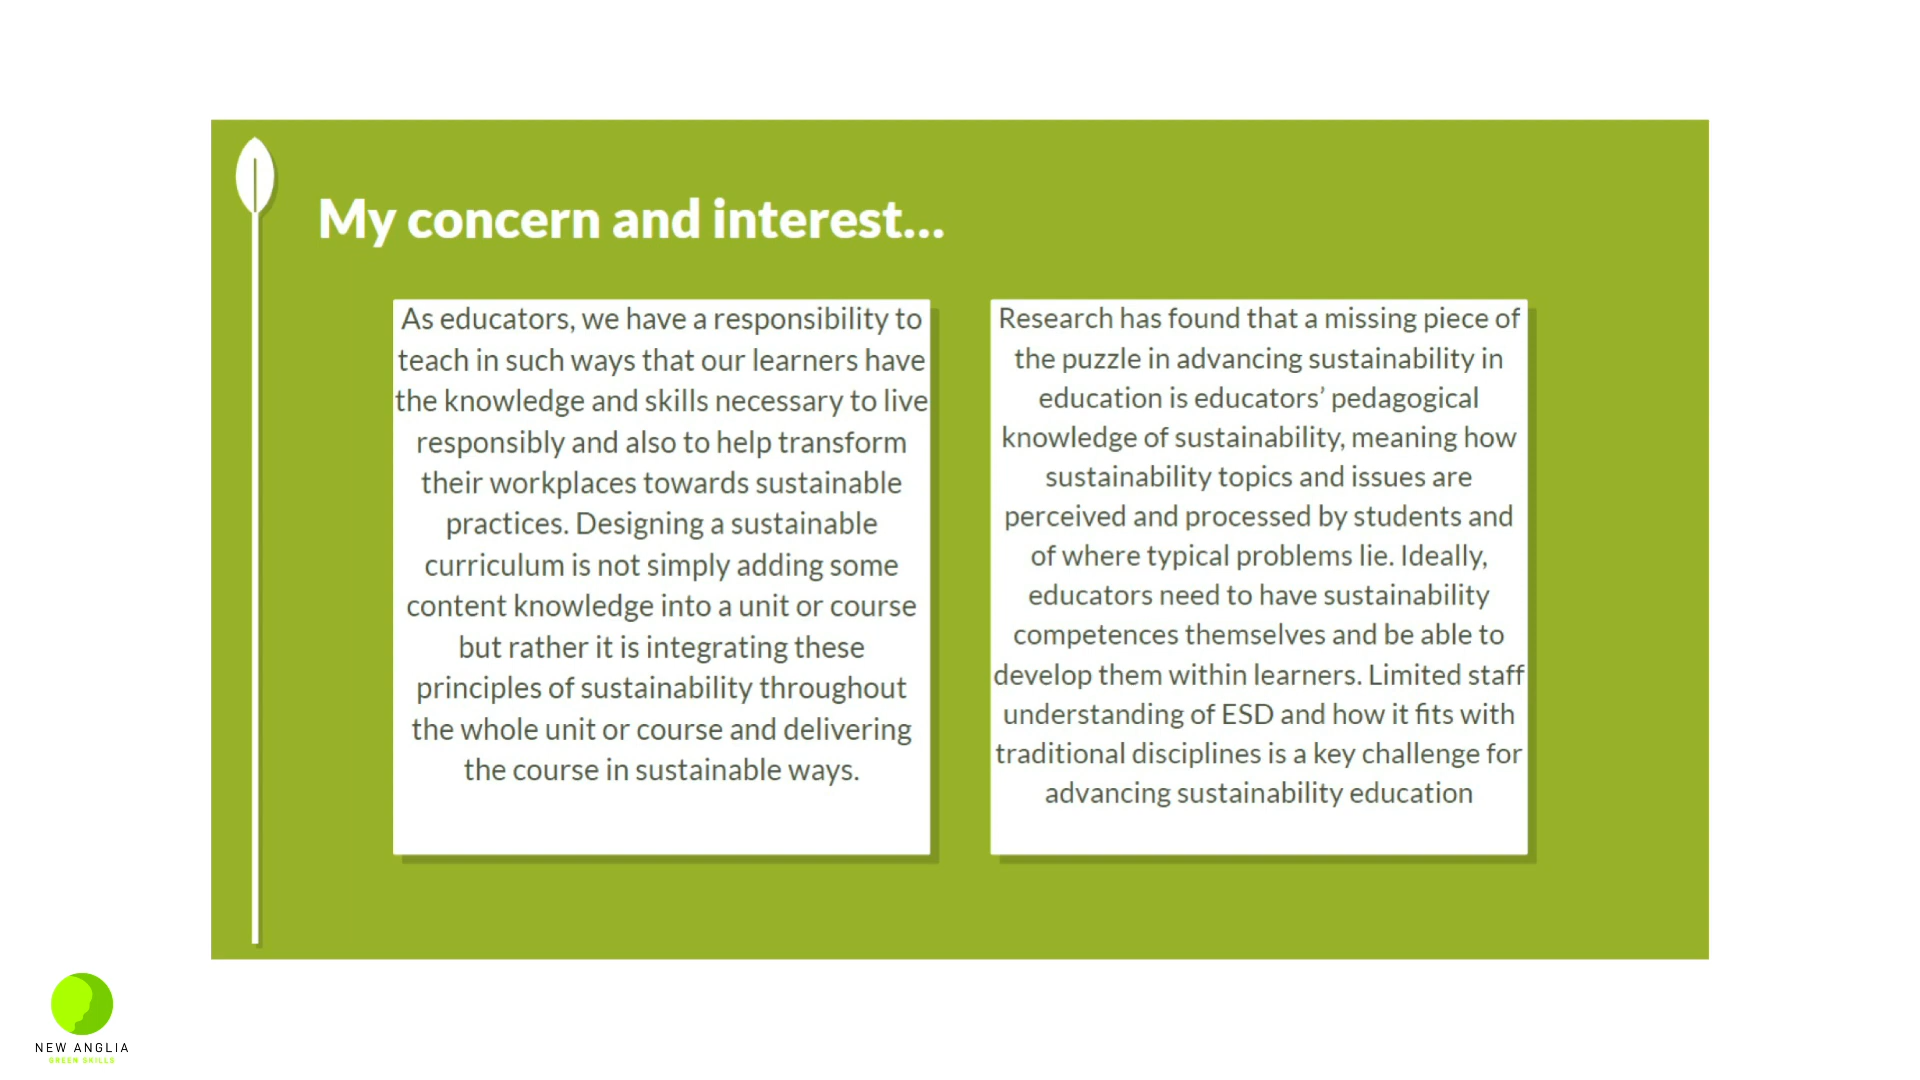 My concern and interest...
As educators, we have a responsibility to
teach in such ways that our learners have
the knowledge and skills necessary to live
responsibly and also to help transform
their workplaces towards sustainable
practices. Designing a sustainable
curriculum is not simply adding some
content knowledge into a unit or course
but rather it is integrating these
principles of sustainability throughout
the whole unit or course and delivering
the course in sustainable ways.
Research has found that a missing piece of
the puzzle in advancing sustainability in
education is educators’ pedagogical
knowledge of sustainability, meaning how
sustainability topics and issues are
perceived and processed by students and
of where typical problems lie. Ideally,
educators need to have sustainability
competences themselves and be able to
develop them within learners. Limited staff
understanding of ESD and how it fits with
traditional disciplines is a key challenge for
advancing sustainability education
NEW ANGLIA
GREEN SKILLS